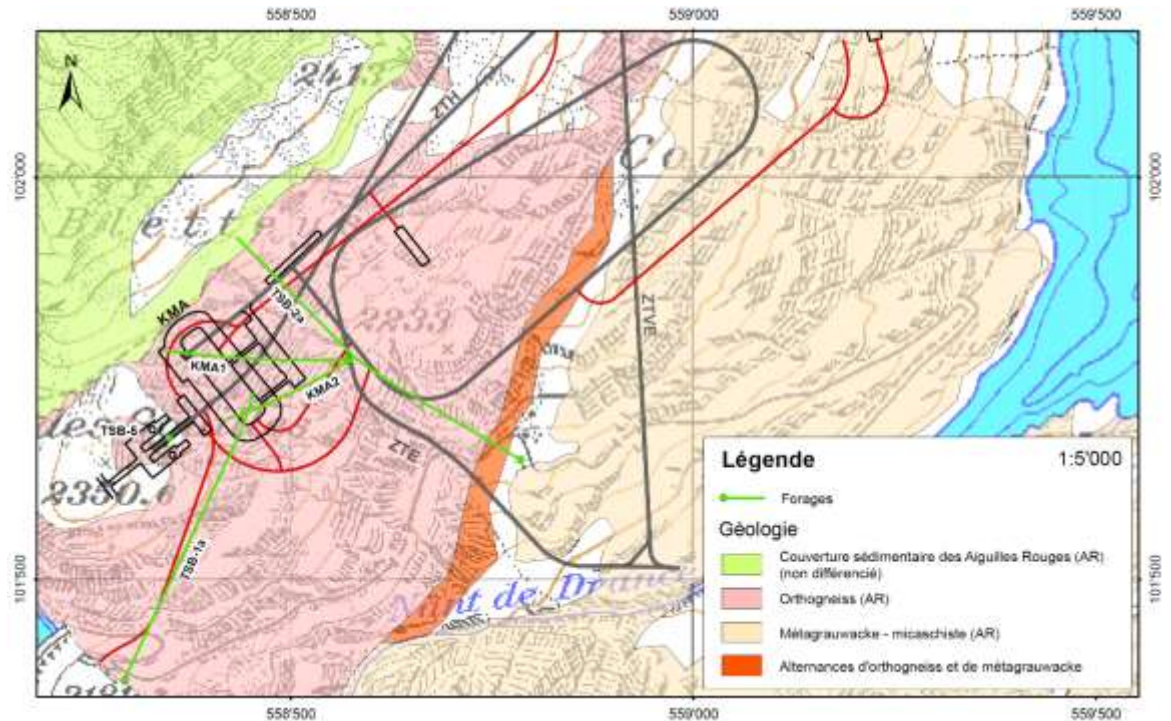 558'500
559'000
559'500
N
2413
ZTH
102'000
102'000
Couronne
KMA
TSB-2a
2233
ZTVE
KMA1
KMA2
TSB-5
ZTE
TSB-1a
Légende 1:5'000
Forages
Gèologie
Couverture sédimentaire des Aiguilles Rouges (AR)
(non différencié)
Orthogneiss (AR)
Métagrauwacke - micaschiste (AR)
Alternances d'orthogneiss et de métagrauwacke
101'500
101'500
Nant de
558'500
559'000
559'500